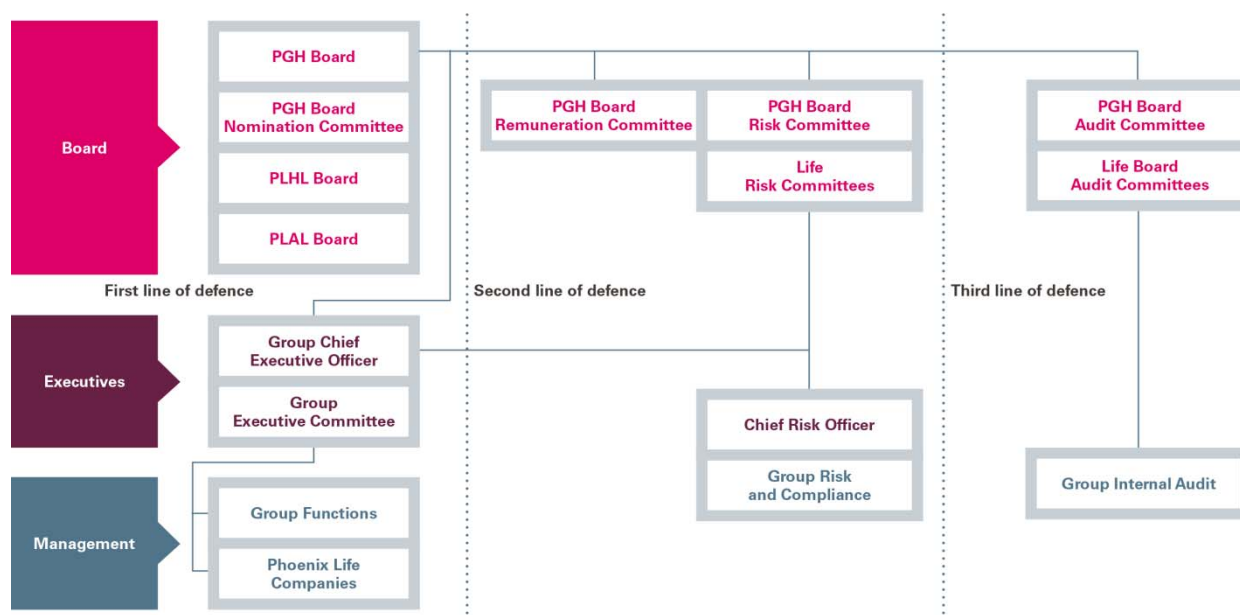 Board
PGH Board
PGH Board
Nomination Committee
PLHL Board
PLAL Board
PGH Board
Remuneration Committee
PGH Board
Risk Committee
Life
Risk Committees
PGH Board
Audit Committee
Life Board
Audit Committees
First line of defence
Second line of defence
Third line of defence
Executives
Group Chief
Executive Officer
Group
Executive Committee
Chief Risk Officer
Group Risk
and Compliance
Group Internal Audit
Management
Group Functions
Phoenix Life
Companies